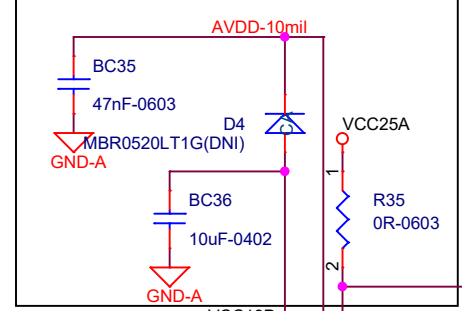 AVDD-10mil
BC35
47nF-0603
GND-A
D4
MBR0520LT1G(DNI)
C A
VCC25A
1
R35
0R-0603
2
BC36
10uF-0402
GND-A